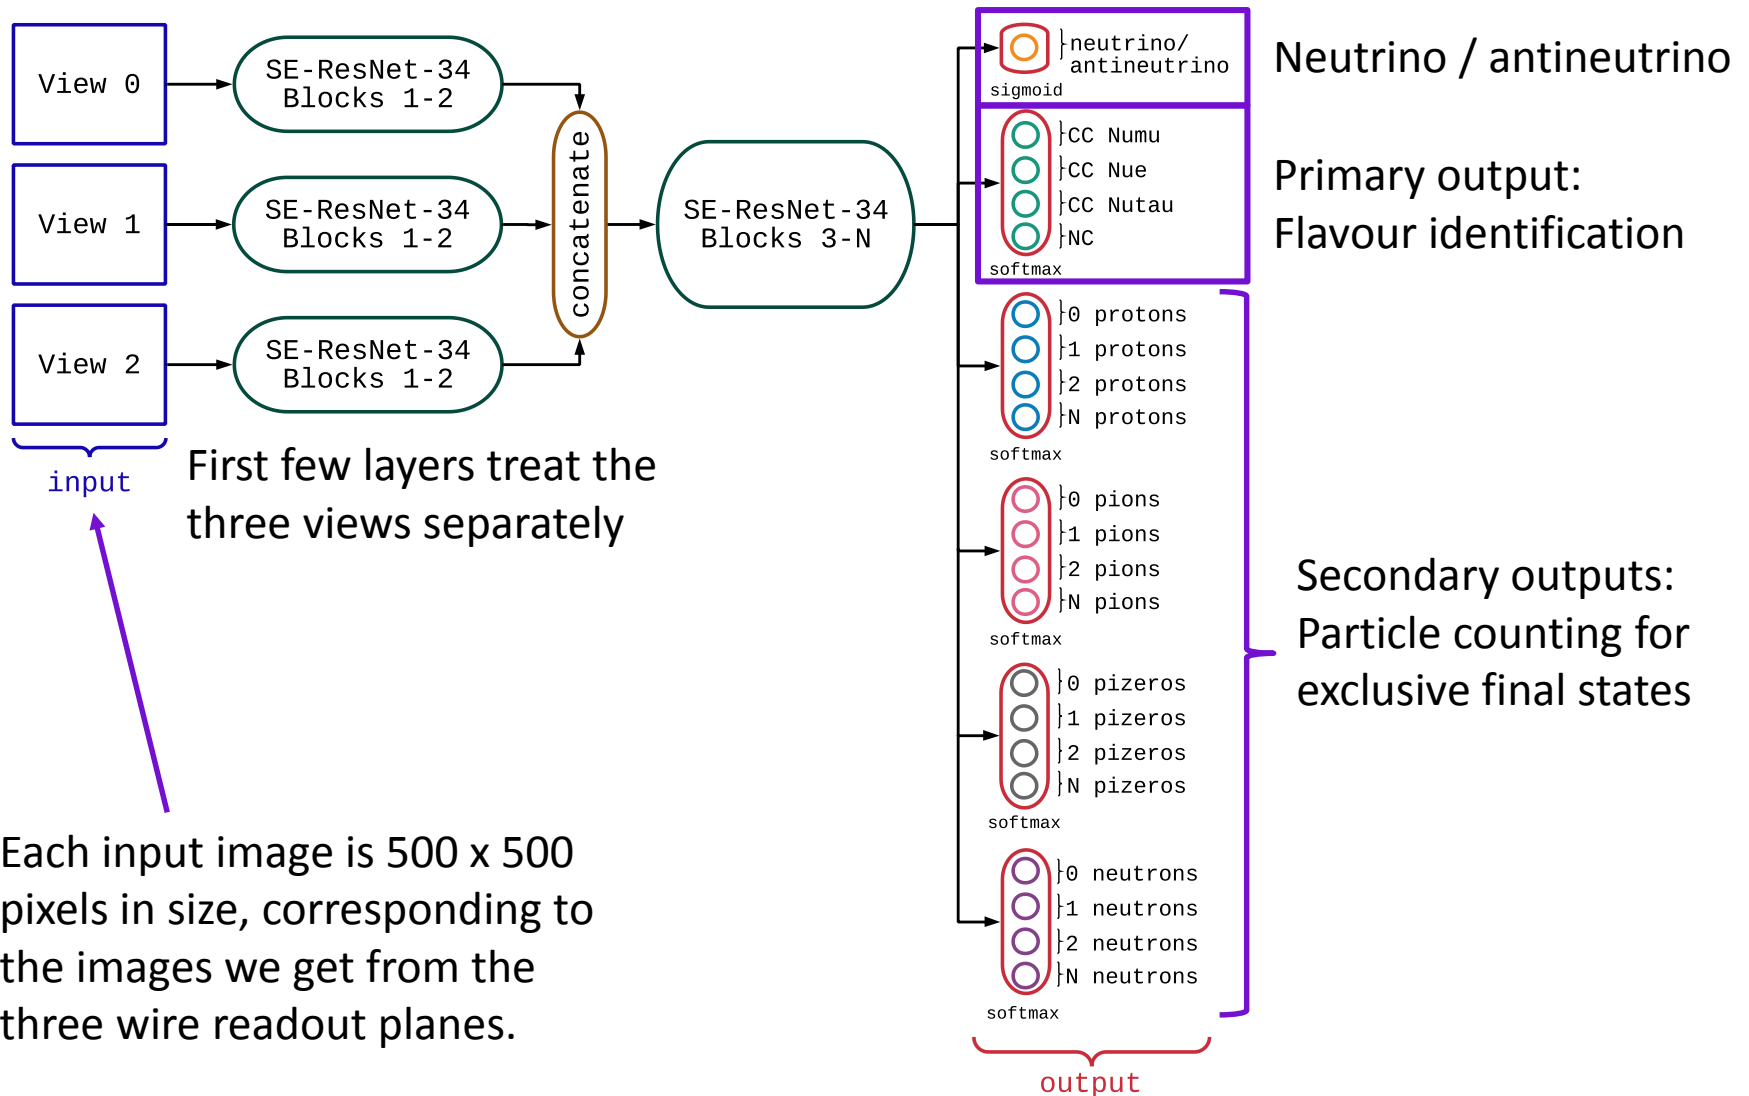 View 0
SE-ResNet-34
Blocks 1-2
View 1
SE-ResNet-34
Blocks 1-2
View 2
SE-ResNet-34
Blocks 1-2
input
concatenate
SE-ResNet-34
Blocks 3-N
First few layers treat the
three views separately
Each input image is 500 x 500
pixels in size, corresponding to
the images we get from the
three wire readout planes.
neutrino/
antineutrino
sigmoid
CC Numu
CC Nue
CC Nutau
NC
softmax
0 protons
1 protons
2 protons
N protons
softmax
0 pions
1 pions
2 pions
N pions
softmax
0 pizeros
1 pizeros
2 pizeros
N pizeros
softmax
0 neutrons
1 neutrons
2 neutrons
N neutrons
softmax
output
Neutrino / antineutrino
Primary output:
Flavour identification
Secondary outputs:
Particle counting for
exclusive final states